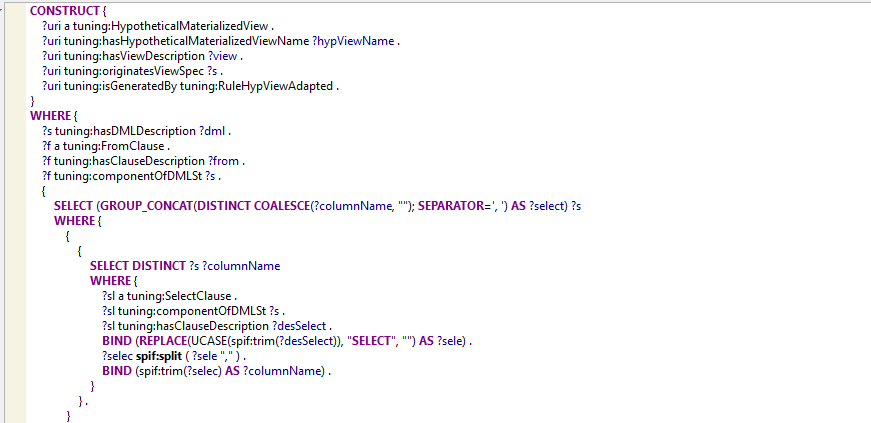 CONSTRUCT {
?uri a tuning:HypotheticalMaterializedView .
?uri tuning:hasHypotheticalMaterializedViewName ?hypViewName .
?uri tuning:hasViewDescription ?view .
?uri tuning:originatesViewSpec ?s .
?uri tuning:isGeneratedBy tuning:RuleHypViewAdapted .
}
WHERE {
?s tuning:hasDMLDescription ?dml .
?f a tuning:FromClause .
?f tuning:hasClauseDescription ?from .
?f tuning:componentOfDMLSt ?s .
{
SELECT (GROUP_CONCAT(DISTINCT COALESCE(?columnName, ""); SEPARATOR=', ') AS ?select) ?s
WHERE {
{
{
SELECT DISTINCT ?s ?columnName
WHERE {
?sl a tuning:SelectClause .
?sl tuning:componentOfDMLSt ?s .
?sl tuning:hasClauseDescription ?desSelect .
BIND (REPLACE(UCASE(spif:trim(?desSelect)), "SELECT", "") AS ?sele) .
?selec spif:split ( ?sele "," ) .
BIND (spif:trim(?selec) AS ?columnName) .
}
} .
}